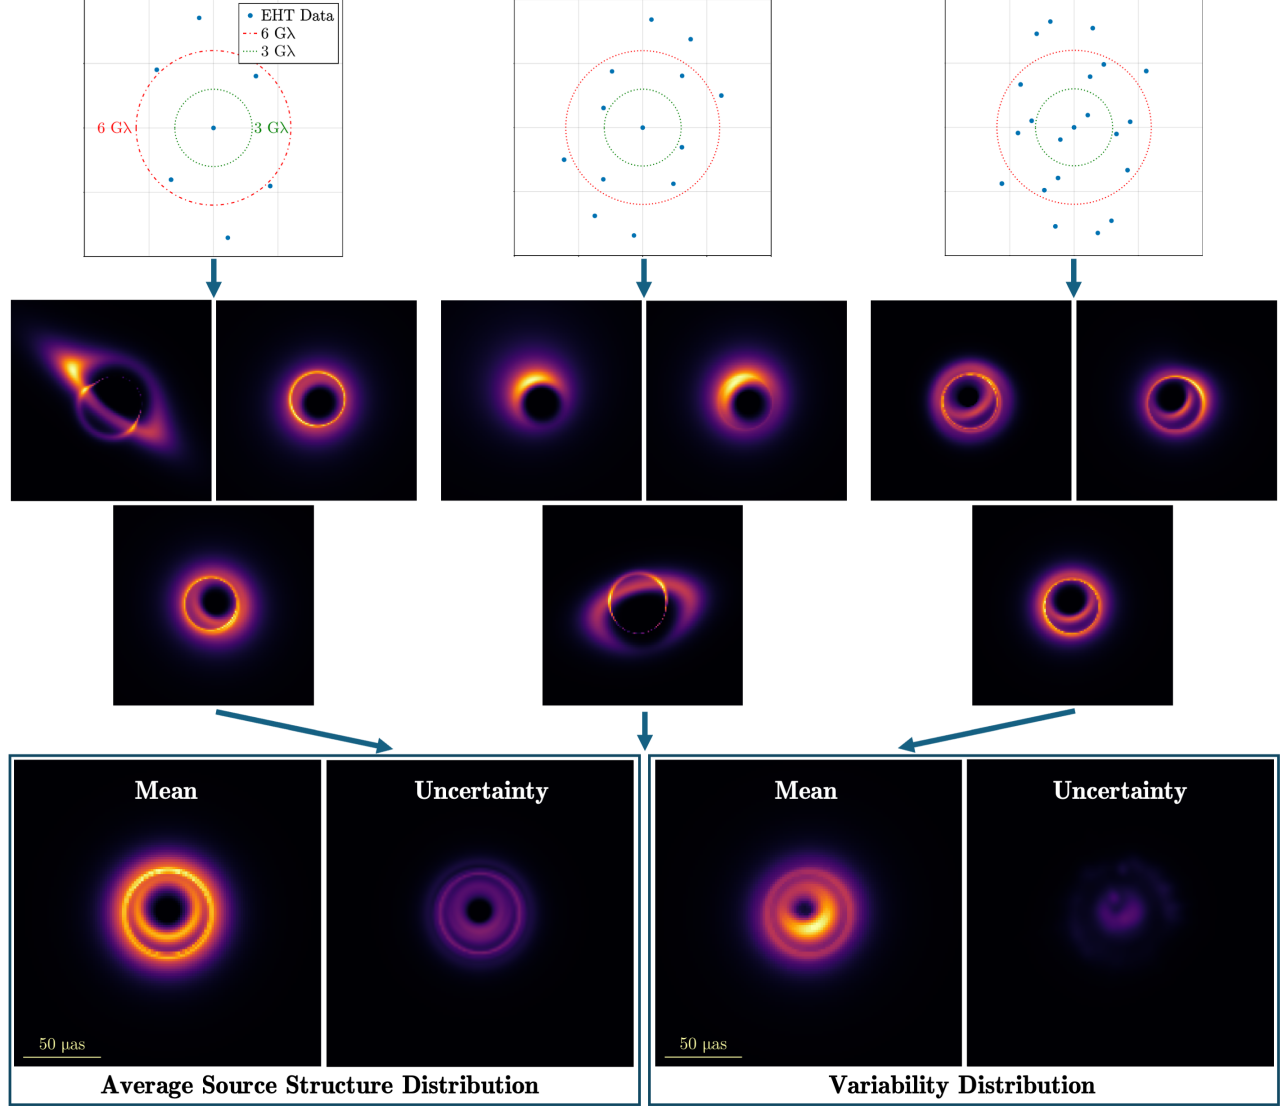 EHT Data
6 Gλ
3 Gλ
6 Gλ
3 Gλ
Mean
Uncertainty
Mean
Uncertainty
50 μas
50 μas
Average Source Structure Distribution
Variability Distribution